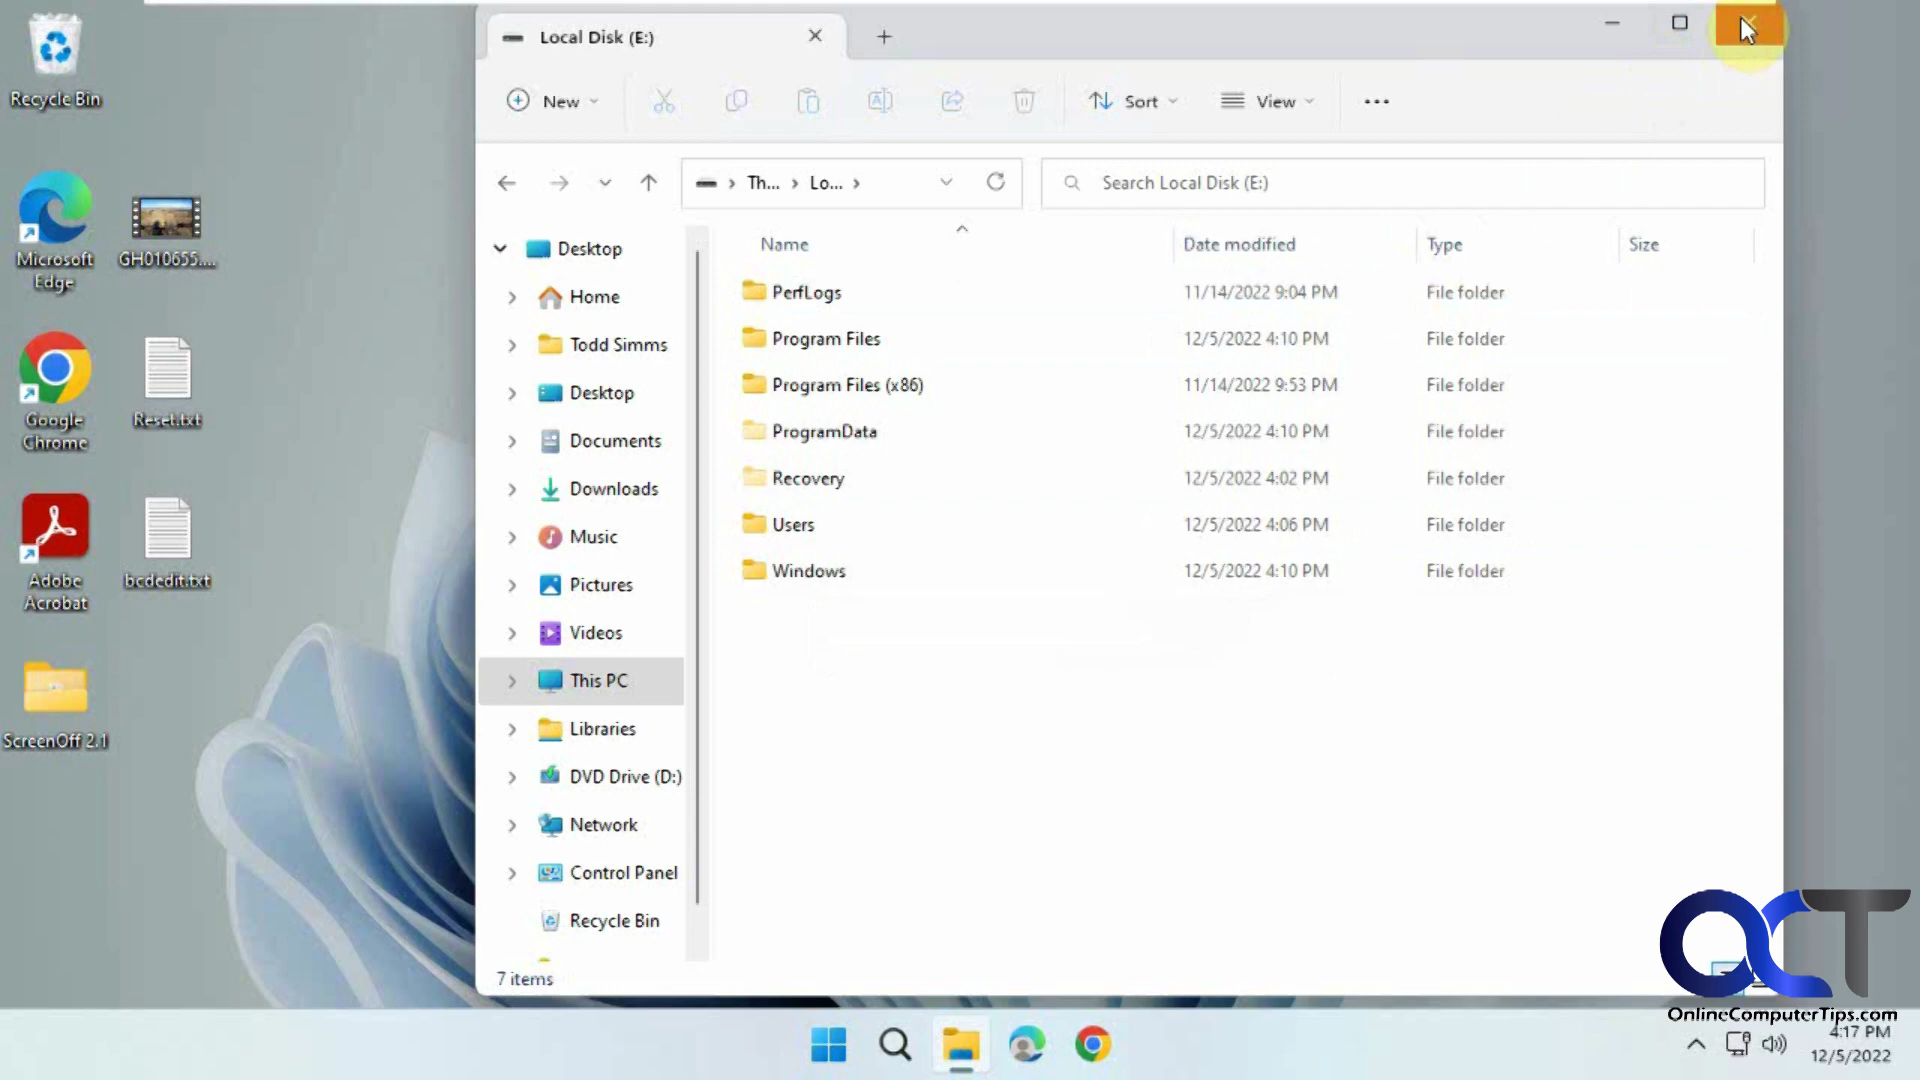 Recycle Bin
Microsoft
Edge
GH010655....
Google
Chrome
Reset.txt
Adobe
Acrobat
bcdedit.txt
ScreenOff 2.1
Local Disk (E:)
New
Sort
View
Th...
Lo...
Search Local Disk (E:)
Desktop
Home
Todd Simms
Desktop
Documents
Downloads
Music
Pictures
Videos
This PC
Libraries
DVD Drive (D:)
Network
Control Panel
Recycle Bin
Name Date modified Type Size
PerfLogs 11/14/2022 9:04 PM File folder
Program Files 12/5/2022 4:10 PM File folder
Program Files (x86) 11/14/2022 9:53 PM File folder
ProgramData 12/5/2022 4:10 PM File folder
Recovery 12/5/2022 4:02 PM File folder
Users 12/5/2022 4:06 PM File folder
Windows 12/5/2022 4:10 PM File folder
7 items
OCT
OnlineComputerTips.com
4:17 PM
12/5/2022